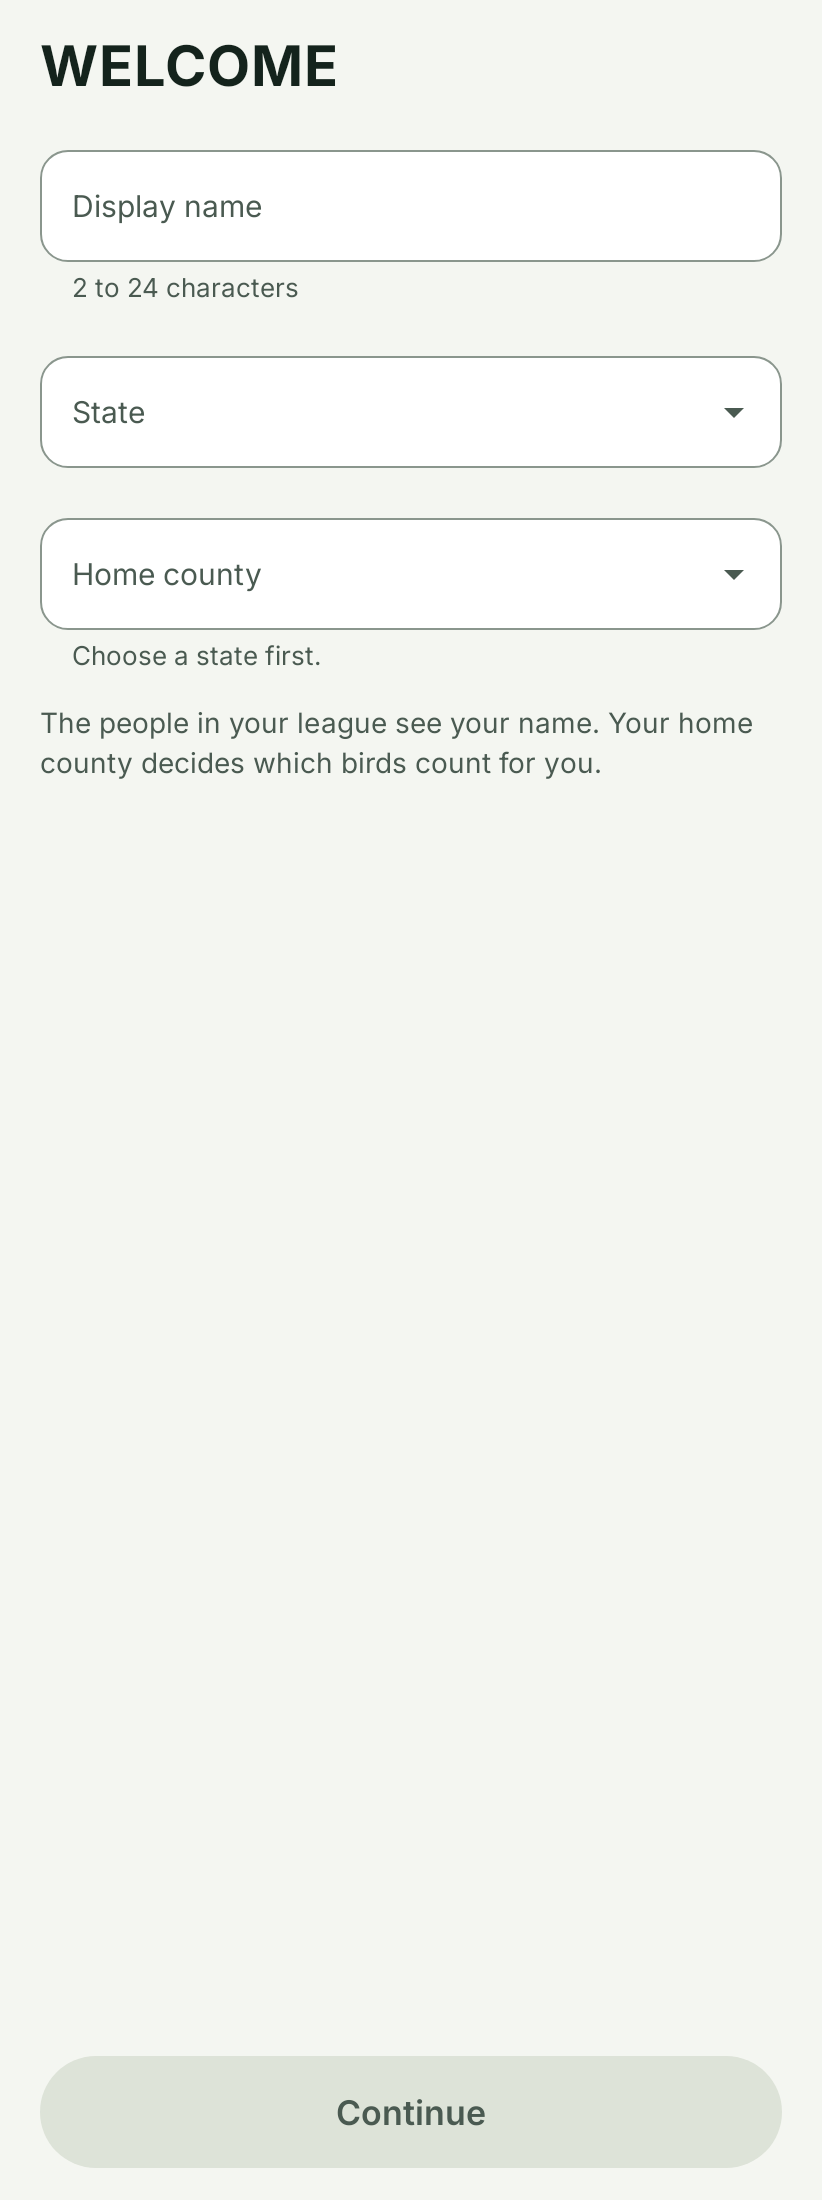 WELCOME
Display name
2 to 24 characters
State
Home county
Choose a state first.
The people in your league see your name. Your home
county decides which birds count for you.
Continue